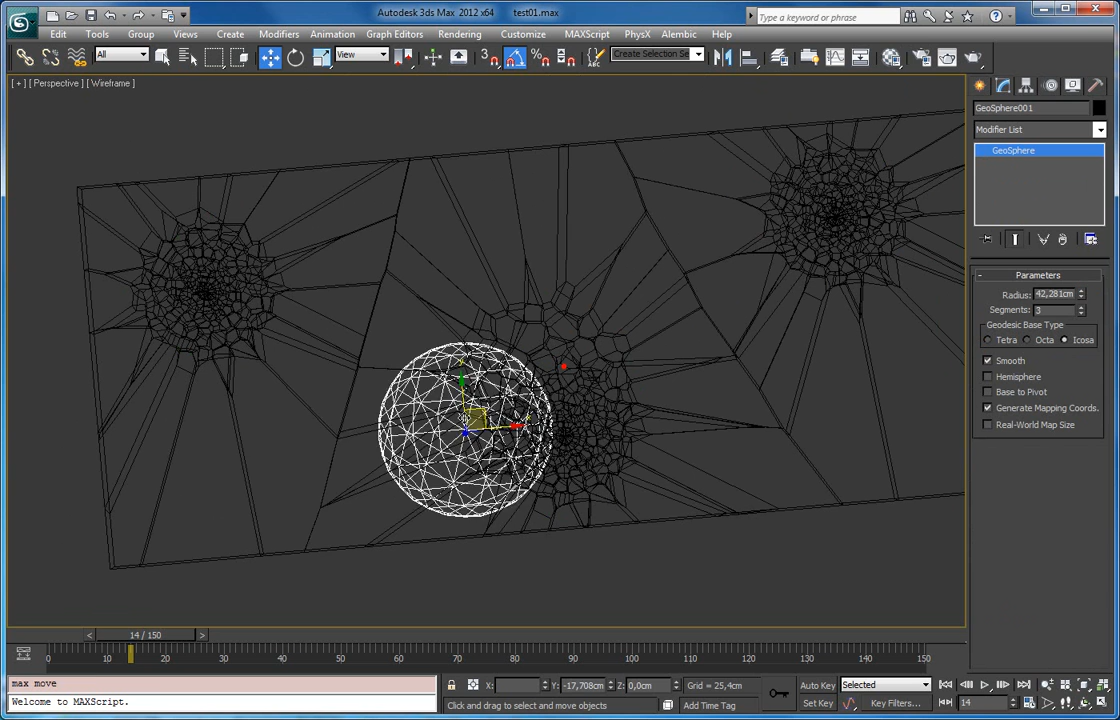 Autodesk 3ds Max 2012 x64 test01.max
Type a keyword or phrase
Edit Tools Group Views Create Modifiers Animation Graph Editors Rendering Customize MAXScript PhysX Alembic Help
All View 3 Create Selection Se
[ + ] [ Perspective ] [ Wireframe ]
GeoSphere001
Modifier List
GeoSphere
- Parameters
Radius: 42,281cm
Segments: 3
Geodesic Base Type
Tetra Octa Icosa
Smooth
Hemisphere
Base to Pivot
Generate Mapping Coords.
Real-World Map Size
< 14 / 150 >
0 10 20 30 40 50 60 70 80 90 100 110 120 130 140 150
max move
Welcome to MAXScript.
X: Y: -17,708cm Z: 0,0cm Grid = 25,4cm
Click and drag to select and move objects
Add Time Tag
Auto Key Selected
Set Key Key Filters...
14